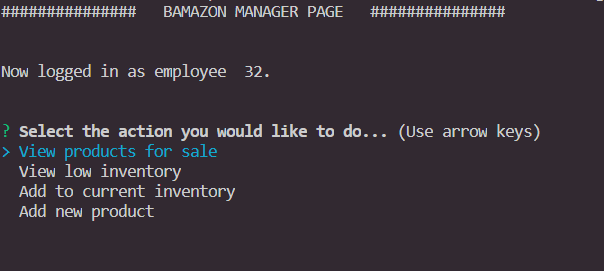 ############### BAMAZON MANAGER PAGE ###############
Now logged in as employee 32.
? Select the action you would like to do... (Use arrow keys)
> View products for sale
View low inventory
Add to current inventory
Add new product